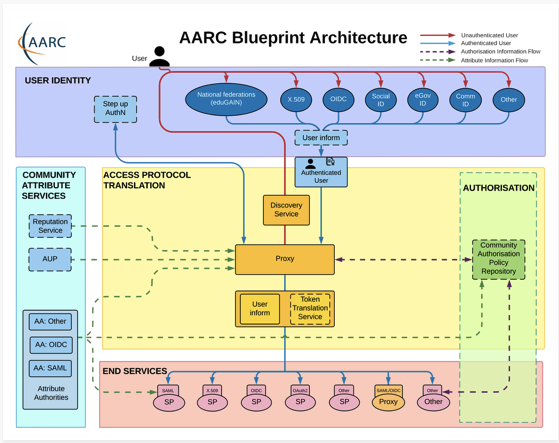 AARC
AARC Blueprint Architecture
Unauthenticated User
Authenticated User
Authorisation Information Flow
Attribute Information Flow
User
USER IDENTITY
National federations
(eduGAIN)
X.509
OIDC
Social
ID
eGov
ID
Comm
ID
Other
Step up
AuthN
User inform
Authenticated
User
COMMUNITY
ATTRIBUTE
SERVICES
ACCESS PROTOCOL
TRANSLATION
AUTHORISATION
Reputation
Service
AUP
Discovery
Service
Proxy
Community
Authorisation
Policy
Repository
User
inform
Token
Translation
Service
AA: Other
AA: OIDC
AA: SAML
Attribute
Authorities
END SERVICES
SAML
SP
X.509
SP
OIDC
SP
OAuth2
SP
Other
SP
SAML/OIDC
Proxy
Other
Other